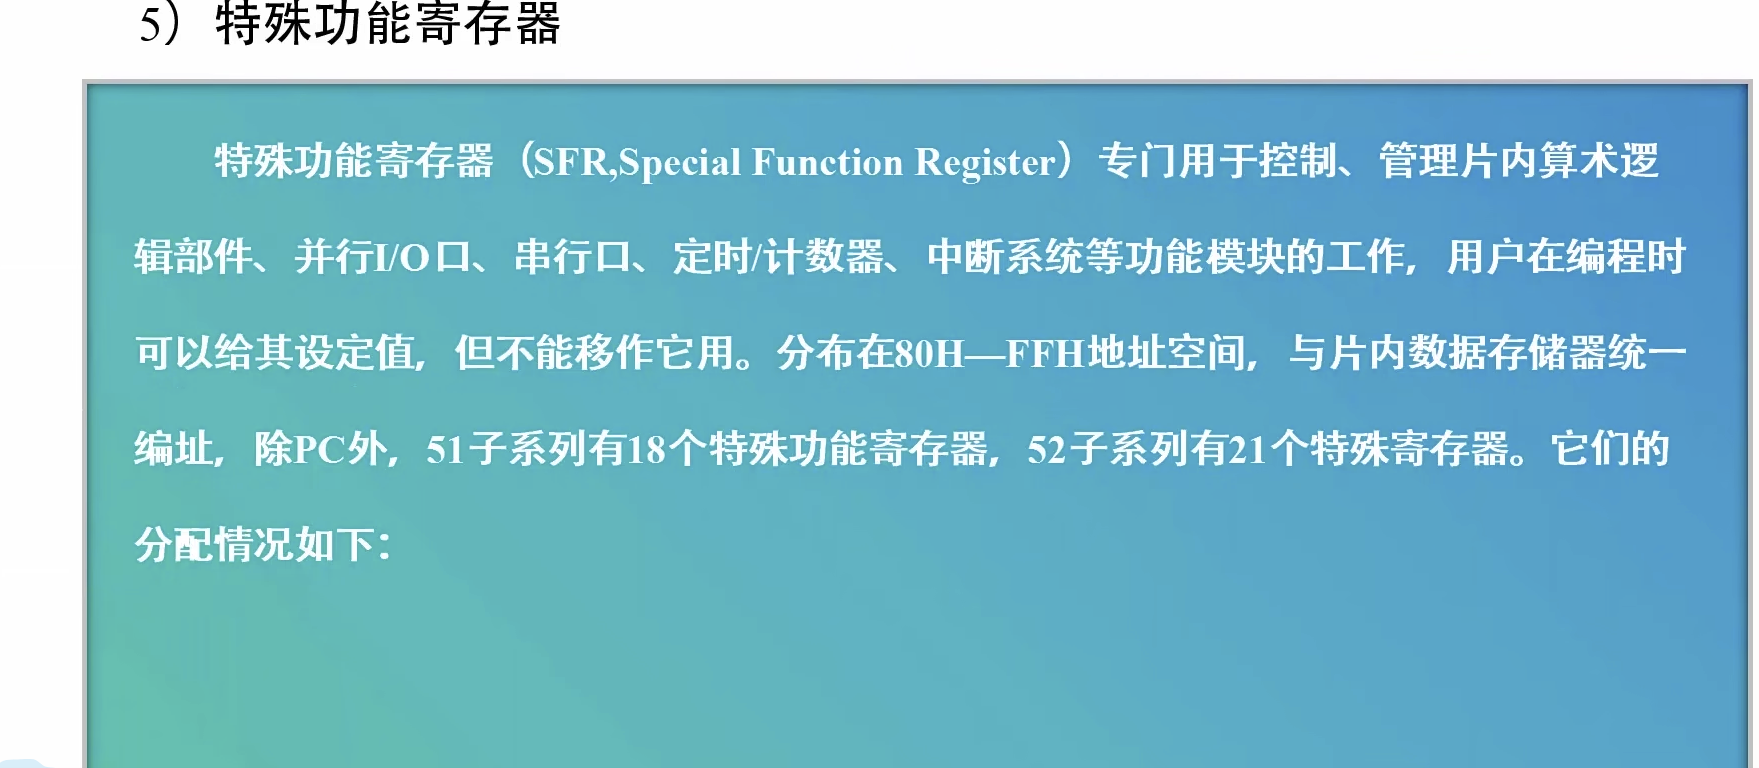 5）特殊功能寄存器
特殊功能寄存器（SFR,Special Function Register）专门用于控制、管理片内算术逻
辑部件、并行I/O口、串行口、定时/计数器、中断系统等功能模块的工作，用户在编程时
可以给其设定值，但不能移作它用。分布在80H—FFH地址空间，与片内数据存储器统一
编址，除PC外，51子系列有18个特殊功能寄存器，52子系列有21个特殊寄存器。它们的
分配情况如下：